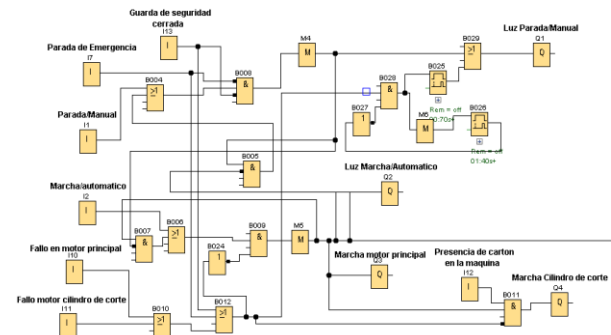 Guarda de seguridad
cerrada
I13
I
Parada de Emergencia
I7
I
M4
M
B029
≥1
Luz Parada/Manual
Q1
Q
B004
≥1
B008
&
B028
&
B025
Rem = off
00:70s+
Parada/Manual
I1
I
B027
1
M6
M
B026
Rem = off
01:40s+
B005
&
Luz Marcha/Automatico
Q2
Q
Marcha/automatico
I2
I
B006
≥1
B007
&
B009
&
M5
M
B024
1
Fallo en motor principal
I10
I
Marcha motor principal
Q3
Q
Presencia de carton
en la maquina
I12
I
Marcha Cilindro de corte
Q4
Q
B011
&
Fallo motor cilindro de corte
I11
I
B010
≥1
B012
≥1